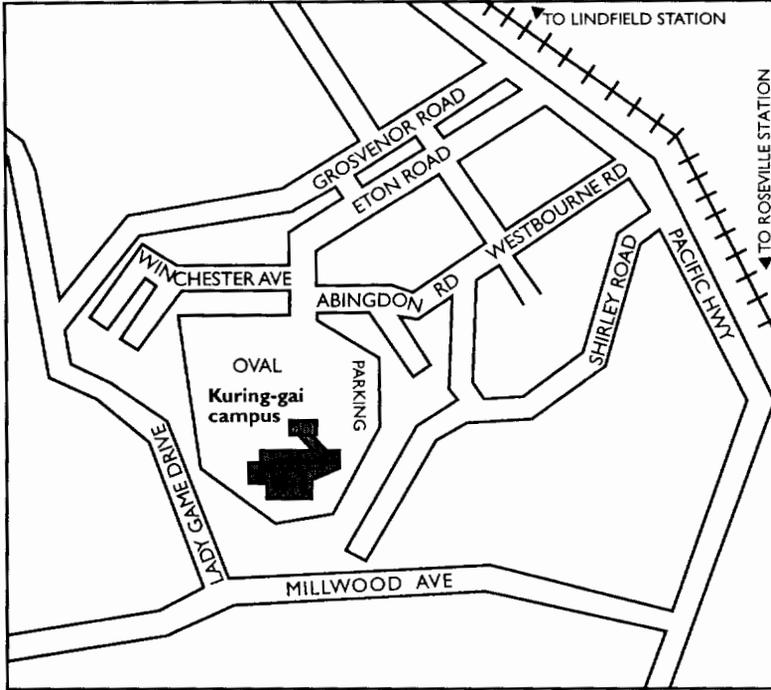 TO LINDFIELD STATION
TO ROSEVILLE STATION
GROSVENOR ROAD
ETON ROAD
WESTBOURNE RD
WINCHESTER AVE
ABINGDON RD
PACIFIC HWY
SHIRLEY ROAD
OVAL
PARKING
Kuring-gai
campus
LADY GAME DRIVE
MILLWOOD AVE